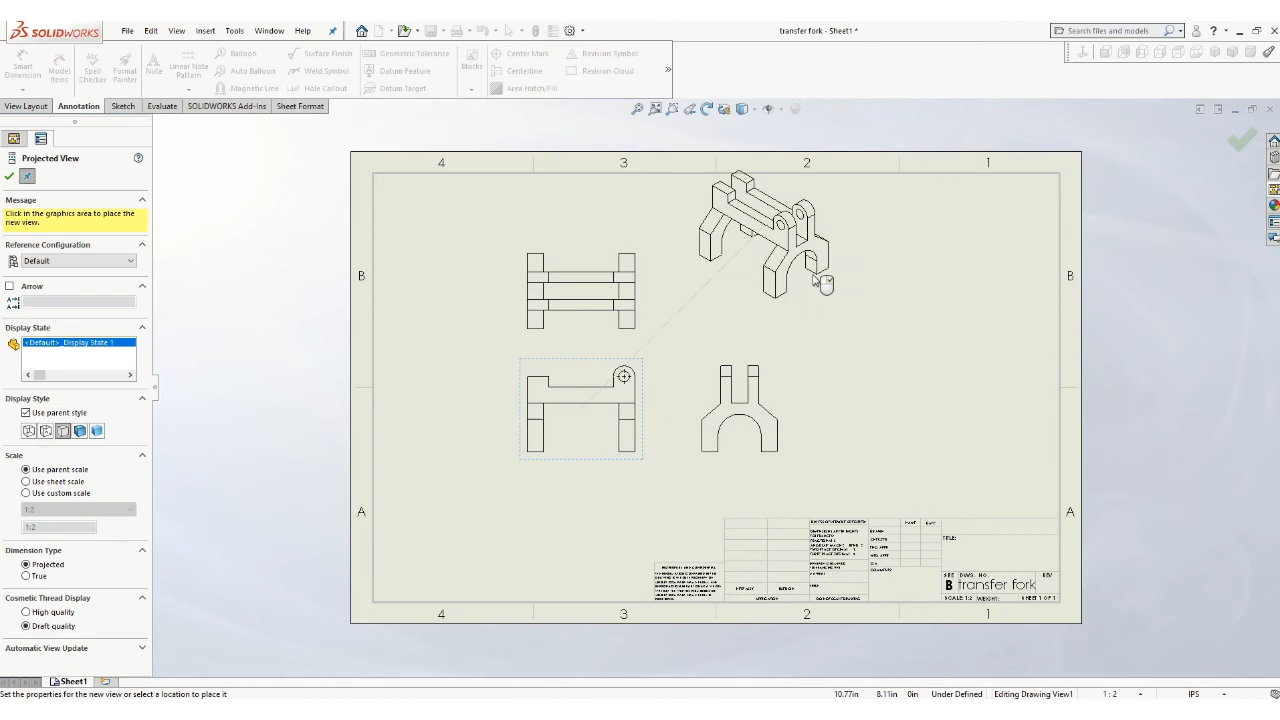 SOLIDWORKS File Edit View Insert Tools Window Help
transfer fork - Sheet1 *
Search files and models
Smart Dimension
Model Items
Spell Checker
Format Painter
Note
Linear Note Pattern
Balloon
Auto Balloon
Magnetic Line
Surface Finish
Weld Symbol
Hole Callout
Geometric Tolerance
Datum Feature
Datum Target
Blocks
Center Mark
Centerline
Area Hatch/Fill
Revision Symbol
Revision Cloud
View Layout Annotation Sketch Evaluate SOLIDWORKS Add-Ins Sheet Format
Projected View
Message
Click in the graphics area to place the
new view.
Reference Configuration
Default
Arrow
Display State
<Default>_Display State 1
Display Style
Use parent style
Scale
Use parent scale
Use sheet scale
Use custom scale
1:2
1:2
Dimension Type
Projected
True
Cosmetic Thread Display
High quality
Draft quality
Automatic View Update
4 3 2 1
B B
A A
NAME DATE
TITLE:
SIZE DWG. NO. REV
B transfer fork
SCALE: 1:2 WEIGHT: SHEET 1 OF 1
4 3 2 1
Sheet1
Set the properties for the new view or select a location to place it
10.77in 8.11in 0in Under Defined Editing Drawing View1 1 : 2 IPS